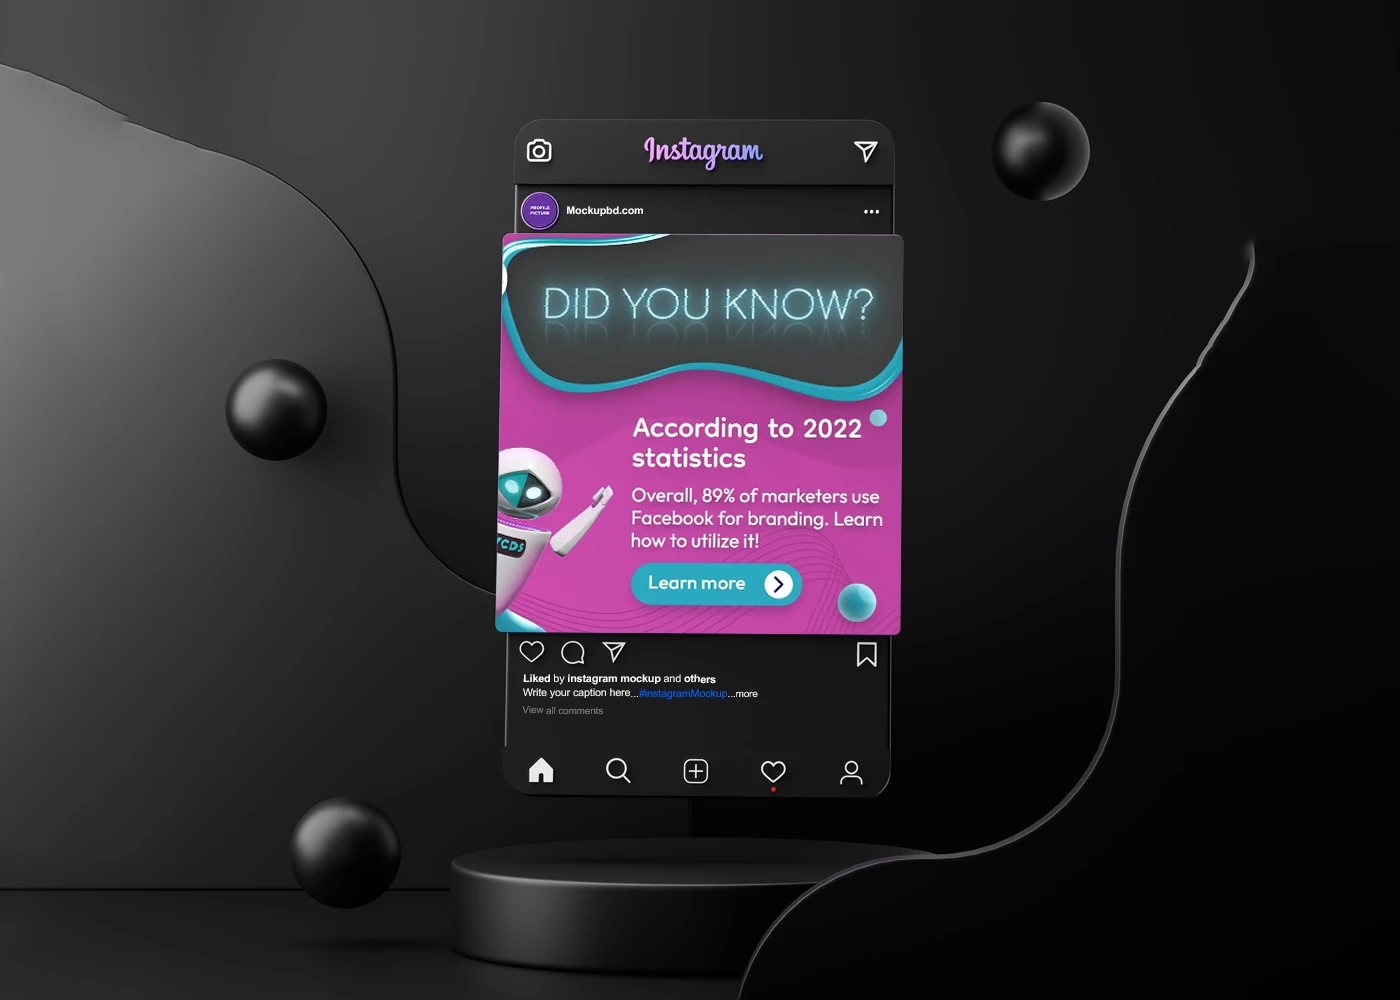 Instagram
PROFILE
PICTURE
Mockupbd.com
DID YOU KNOW?
According to 2022
statistics
Overall, 89% of marketers use
Facebook for branding. Learn
how to utilize it!
YCDS
Learn more
Liked by instagram mockup and others
Write your caption here...#instagramMockup...more
View all comments